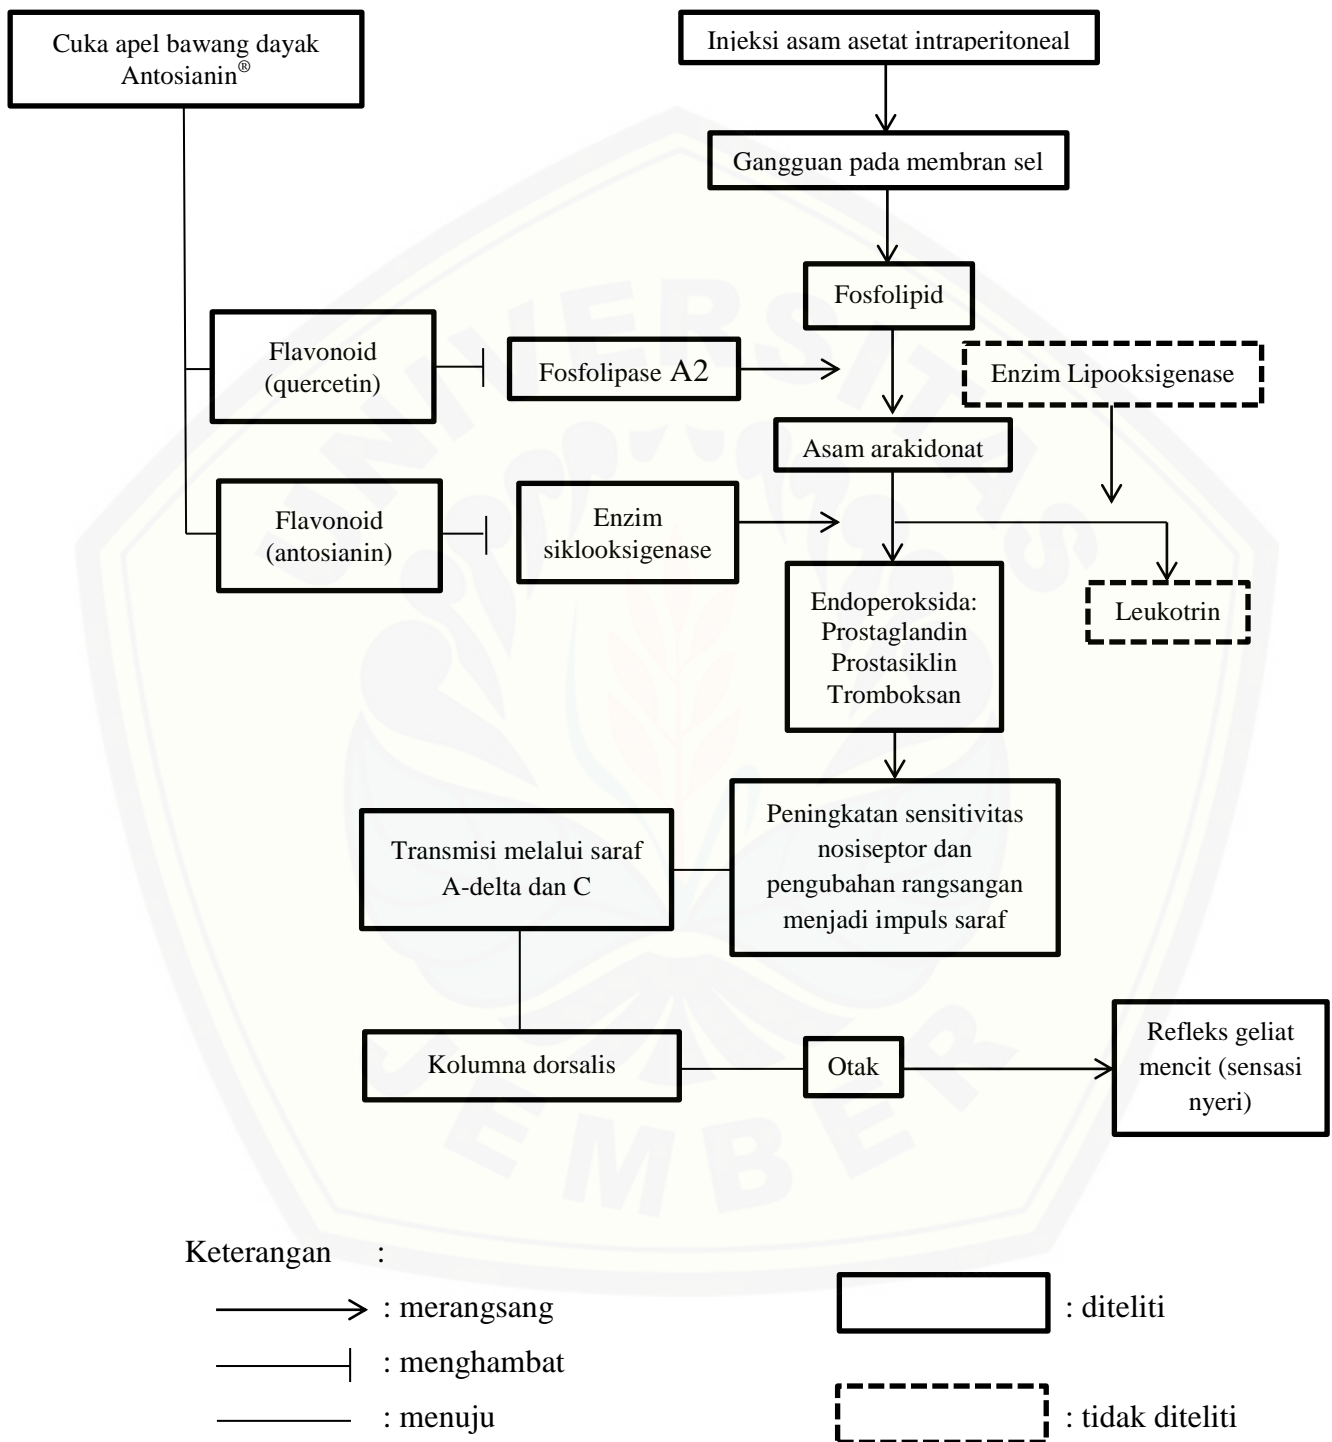 Cuka apel bawang dayak
Antosianin®
Injeksi asam asetat intraperitoneal
Gangguan pada membran sel
Fosfolipid
Flavonoid
(quercetin)
Fosfolipase A2
Enzim Lipooksigenase
Asam arakidonat
Flavonoid
(antosianin)
Enzim
siklooksigenase
Endoperoksida:
Prostaglandin
Prostasiklin
Tromboksan
Leukotrin
Transmisi melalui saraf
A-delta dan C
Peningkatan sensitivitas
nosiseptor dan
pengubahan rangsangan
menjadi impuls saraf
Kolumna dorsalis
Otak
Refleks geliat
mencit (sensasi
nyeri)
Keterangan :
: merangsang
: menghambat
: menuju
: diteliti
: tidak diteliti
UNIVERSITAS
JEMBER